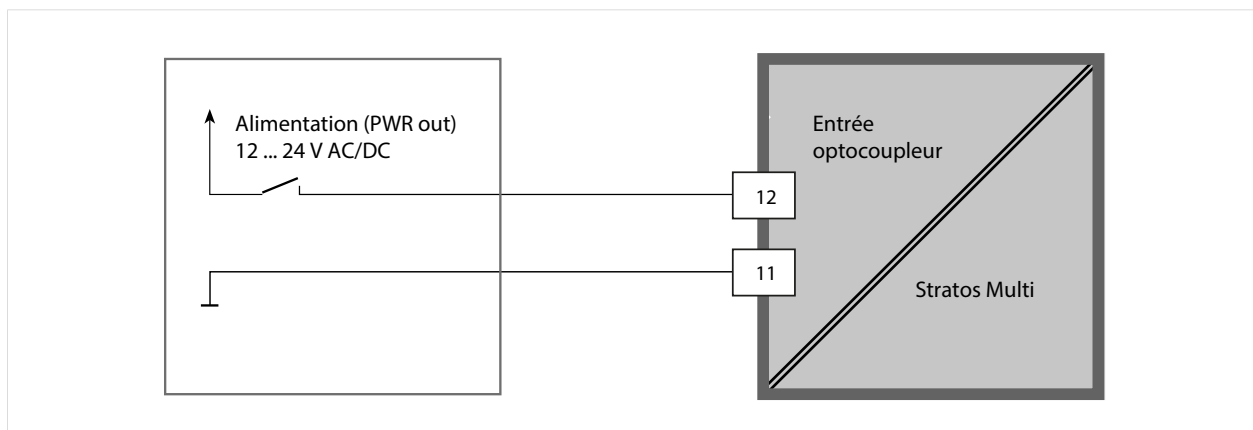 Alimentation (PWR out)
12 ... 24 V AC/DC
Entrée
optocoupleur
12
11
Stratos Multi